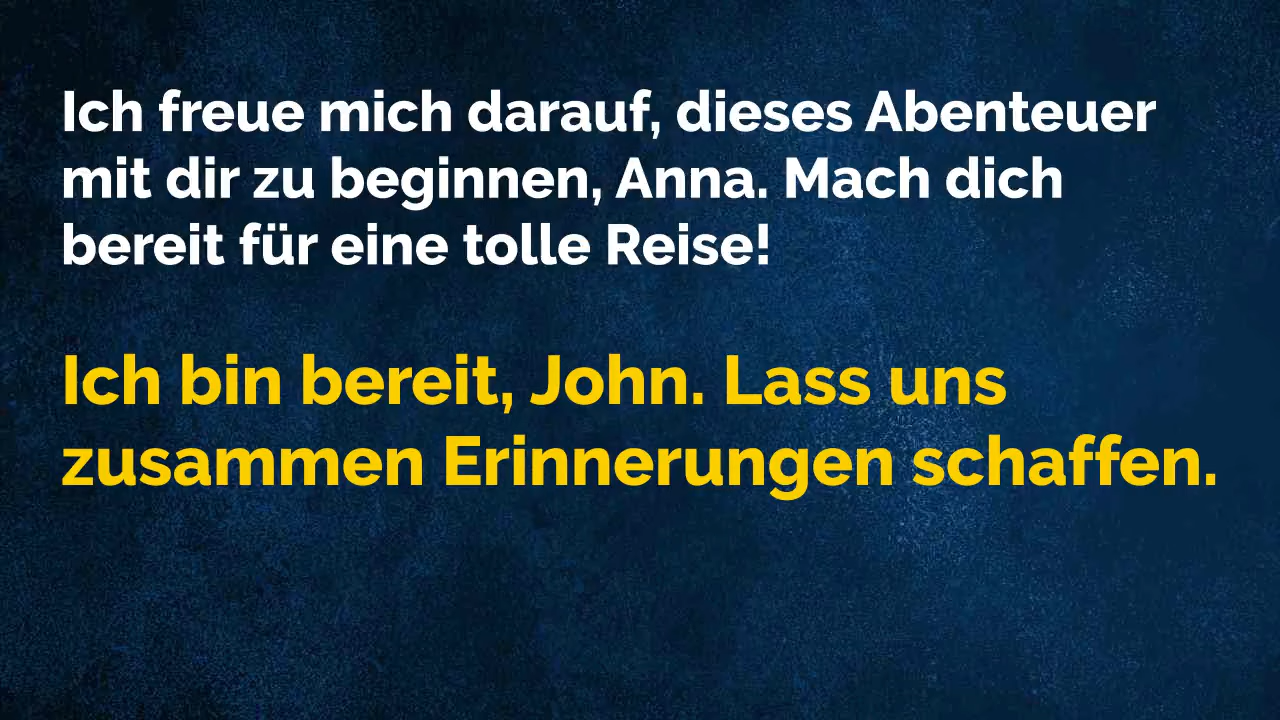 Ich freue mich darauf, dieses Abenteuer
mit dir zu beginnen, Anna. Mach dich
bereit für eine tolle Reise!
Ich bin bereit, John. Lass uns
zusammen Erinnerungen schaffen.